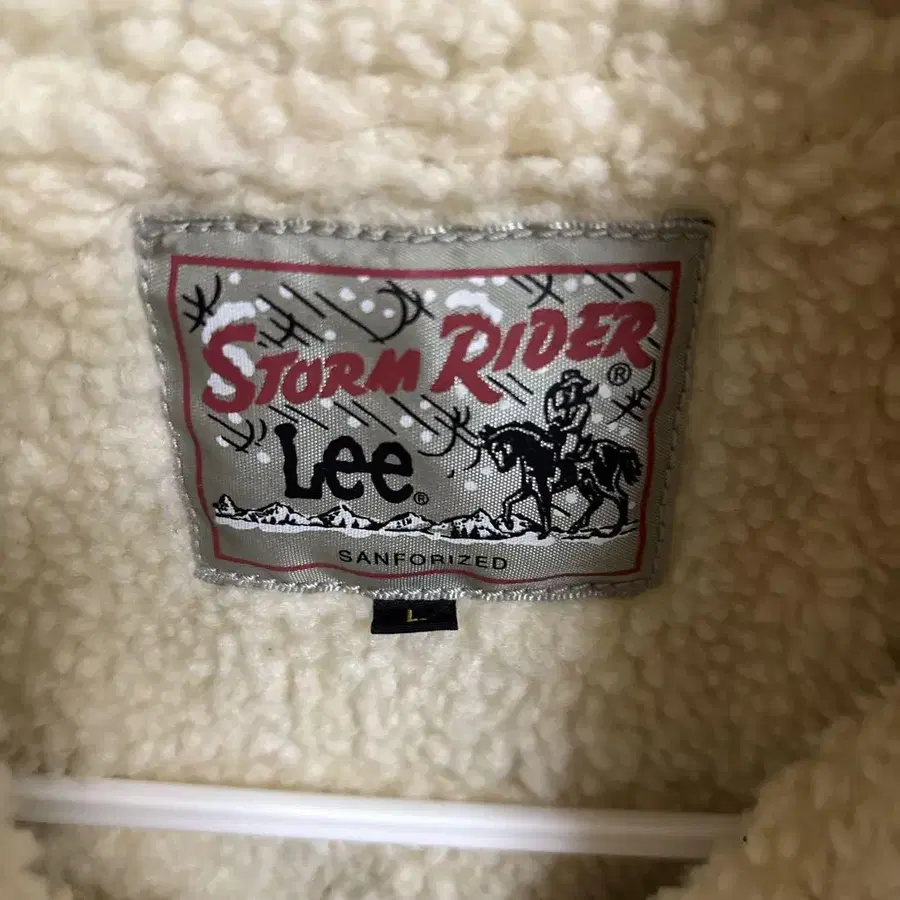 STORM RIDER ®
Lee ®
SANFORIZED
L.